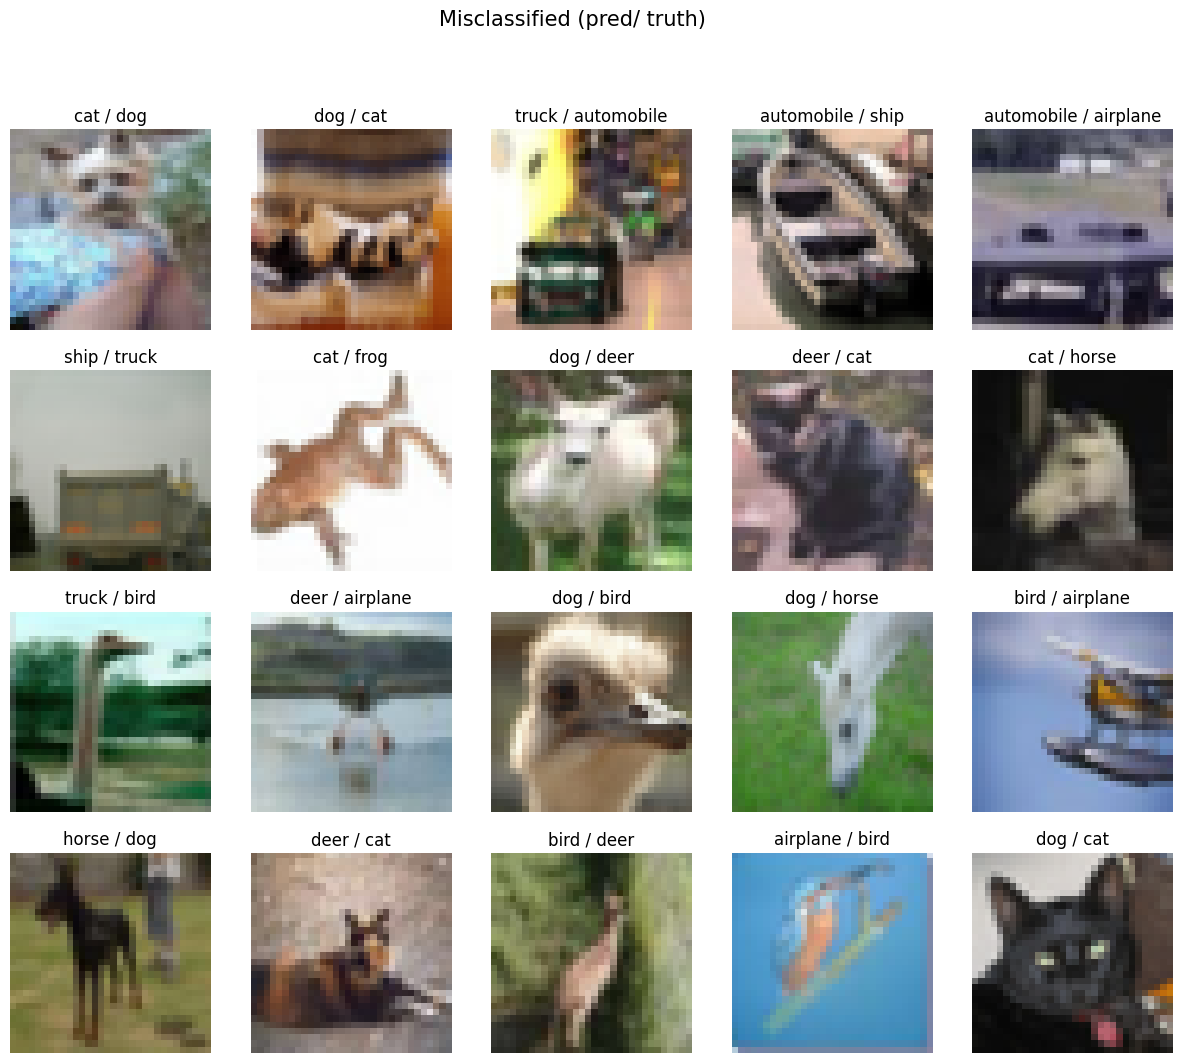 Misclassified (pred/ truth)
cat / dog
dog / cat
truck / automobile
automobile / ship
automobile / airplane
ship / truck
cat / frog
dog / deer
deer / cat
cat / horse
truck / bird
deer / airplane
dog / bird
dog / horse
bird / airplane
horse / dog
deer / cat
bird / deer
airplane / bird
dog / cat